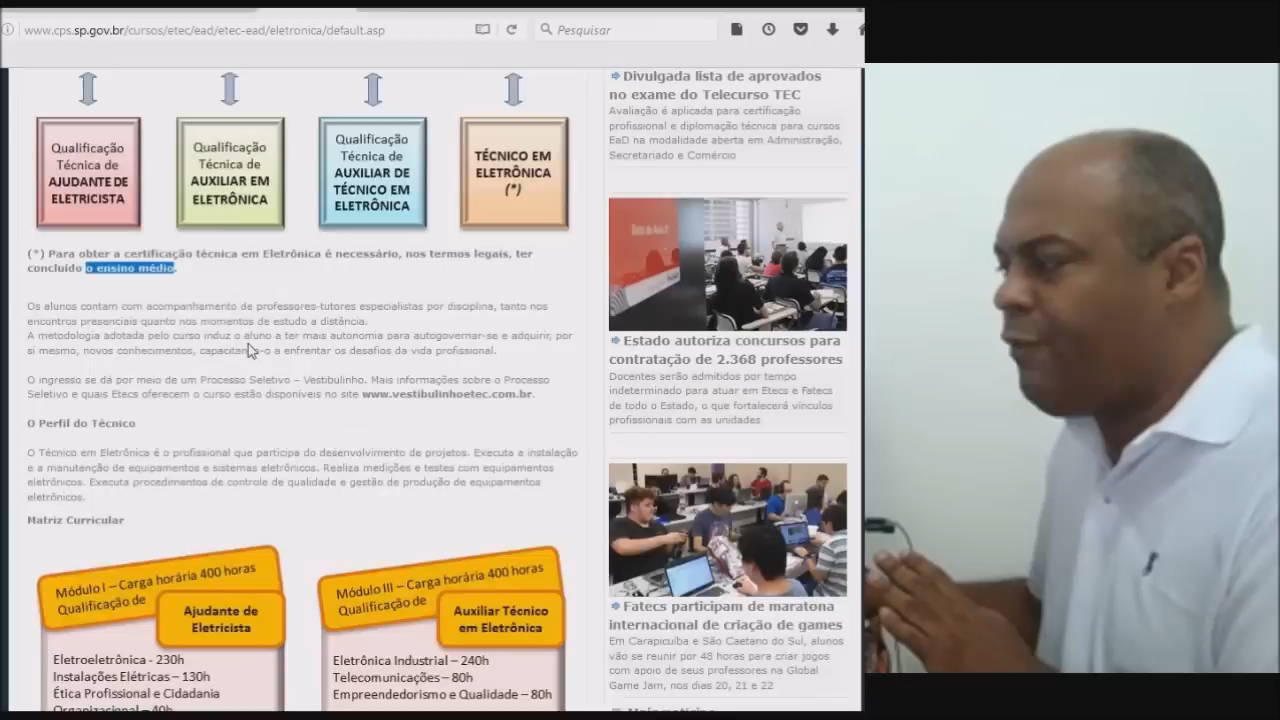 www.cps.sp.gov.br/cursos/etec/ead/etec-ead/eletronica/default.asp
Pesquisar
Qualificação
Técnica de
AJUDANTE DE
ELETRICISTA
Qualificação
Técnica de
AUXILIAR EM
ELETRÔNICA
Qualificação
Técnica de
AUXILIAR DE
TÉCNICO EM
ELETRÔNICA
TÉCNICO EM
ELETRÔNICA
(*)
(*) Para obter a certificação técnica em Eletrônica é necessário, nos termos legais, ter
concluído o ensino médio.
Os alunos contam com acompanhamento de professores-tutores especialistas por disciplina, tanto nos
encontros presenciais quanto nos momentos de estudo a distância.
A metodologia adotada pelo curso induz o aluno a ter mais autonomia para autogovernar-se e adquirir, por
si mesmo, novos conhecimentos, capacitando-o a enfrentar os desafios da vida profissional.
O ingresso se dá por meio de um Processo Seletivo – Vestibulinho. Mais informações sobre o Processo
Seletivo e quais Etecs oferecem o curso estão disponíveis no site www.vestibulinhoetec.com.br.
O Perfil do Técnico
O Técnico em Eletrônica é o profissional que participa do desenvolvimento de projetos. Executa a instalação
e a manutenção de equipamentos e sistemas eletrônicos. Realiza medições e testes com equipamentos
eletrônicos. Executa procedimentos de controle de qualidade e gestão de produção de equipamentos
eletrônicos.
Matriz Curricular
Módulo I – Carga horária 400 horas
Qualificação de
Ajudante de
Eletricista
Eletroeletrônica - 230h
Instalações Elétricas – 130h
Ética Profissional e Cidadania
Organizacional – 40h
Módulo III – Carga horária 400 horas
Qualificação de
Auxiliar Técnico
em Eletrônica
Eletrônica Industrial – 240h
Telecomunicações – 80h
Empreendedorismo e Qualidade – 80h
Divulgada lista de aprovados
no exame do Telecurso TEC
Avaliação é aplicada para certificação
profissional e diplomação técnica para cursos
EaD na modalidade aberta em Administração,
Secretariado e Comércio
Estado autoriza concursos para
contratação de 2.368 professores
Docentes serão admitidos por tempo
indeterminado para atuar em Etecs e Fatecs
de todo o Estado, o que fortalecerá vínculos
profissionais com as unidades
Fatecs participam de maratona
internacional de criação de games
Em Carapicuíba e São Caetano do Sul, alunos
vão se reunir por 48 horas para criar jogos
com apoio de seus professores na Global
Game Jam, nos dias 20, 21 e 22
Mais notícias